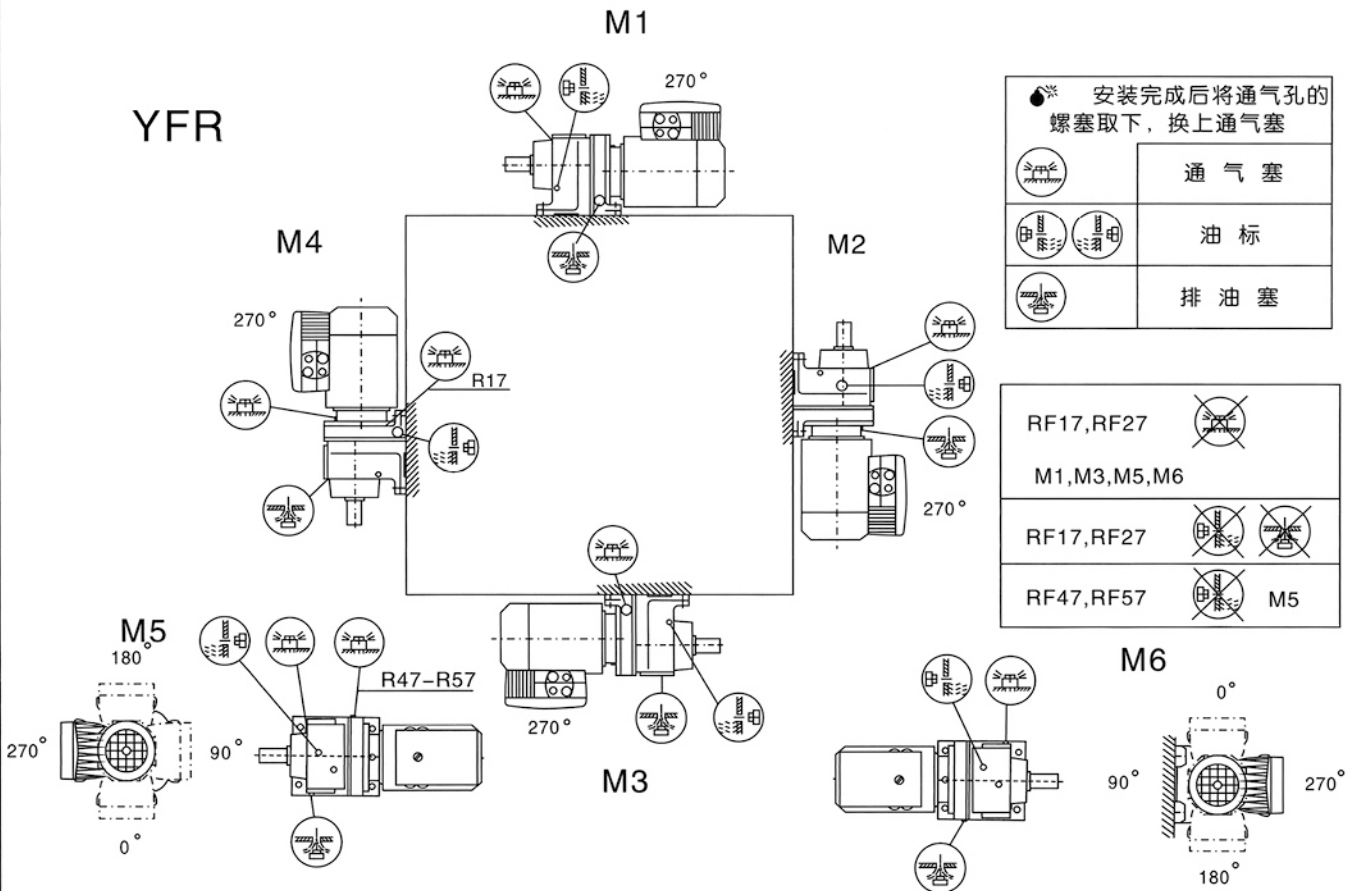 M1
YFR
270°
安装完成后将通气孔的
螺塞取下，换上通气塞
通气塞
油标
排油塞
M4
270°
R17
M2
270°
RF17,RF27
M1,M3,M5,M6
RF17,RF27
RF47,RF57 M5
M3
270°
M5
180°
270°
90°
0°
R47-R57
M6
0°
90°
270°
180°